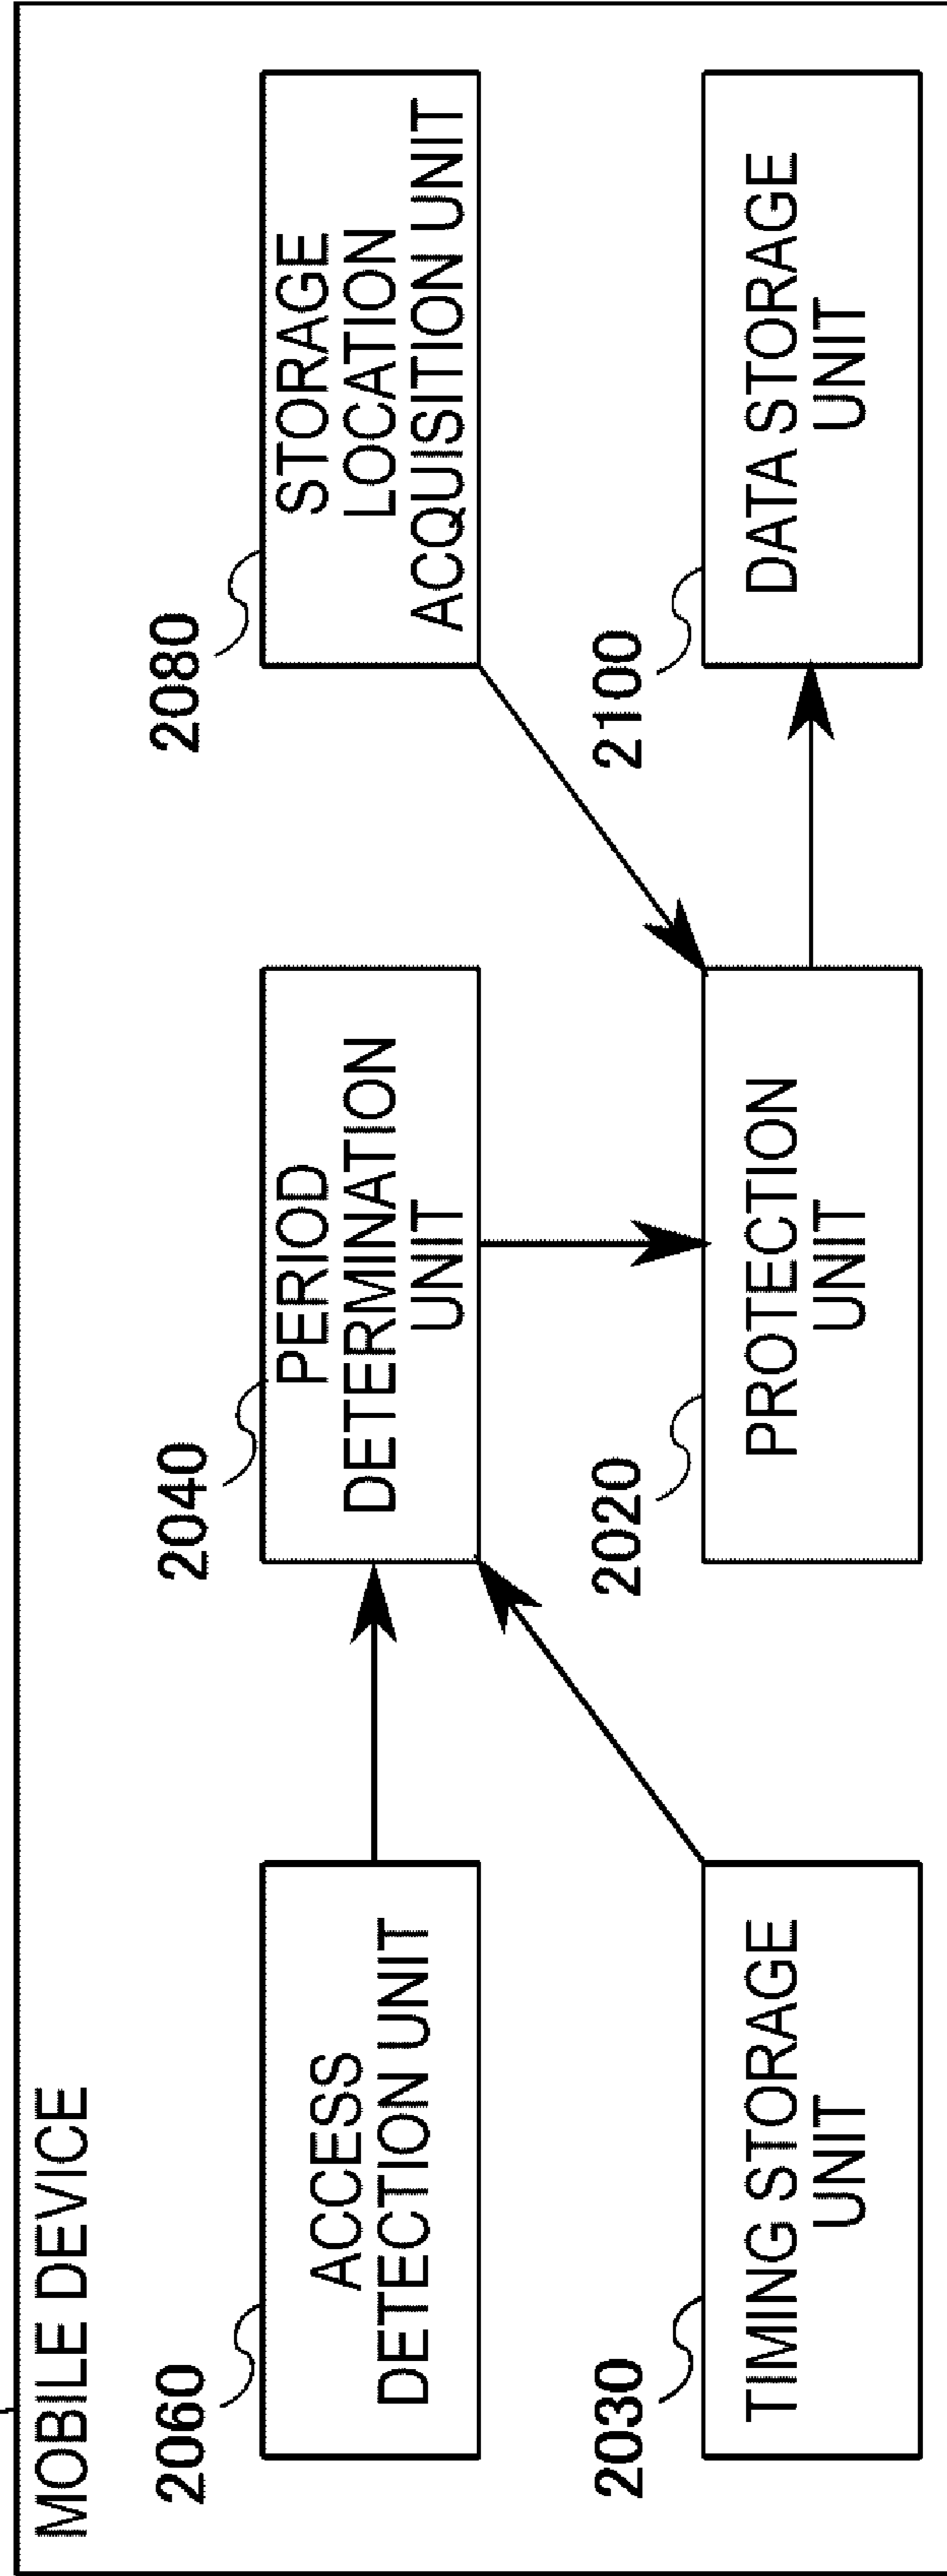 MOBILE DEVICE
2060
ACCESS
DETECTION UNIT
2040
PERIOD
DETERMINATION
UNIT
2080
STORAGE
LOCATION
ACQUISITION UNIT
2030
TIMING STORAGE
UNIT
2020
PROTECTION
UNIT
2100
DATA STORAGE
UNIT